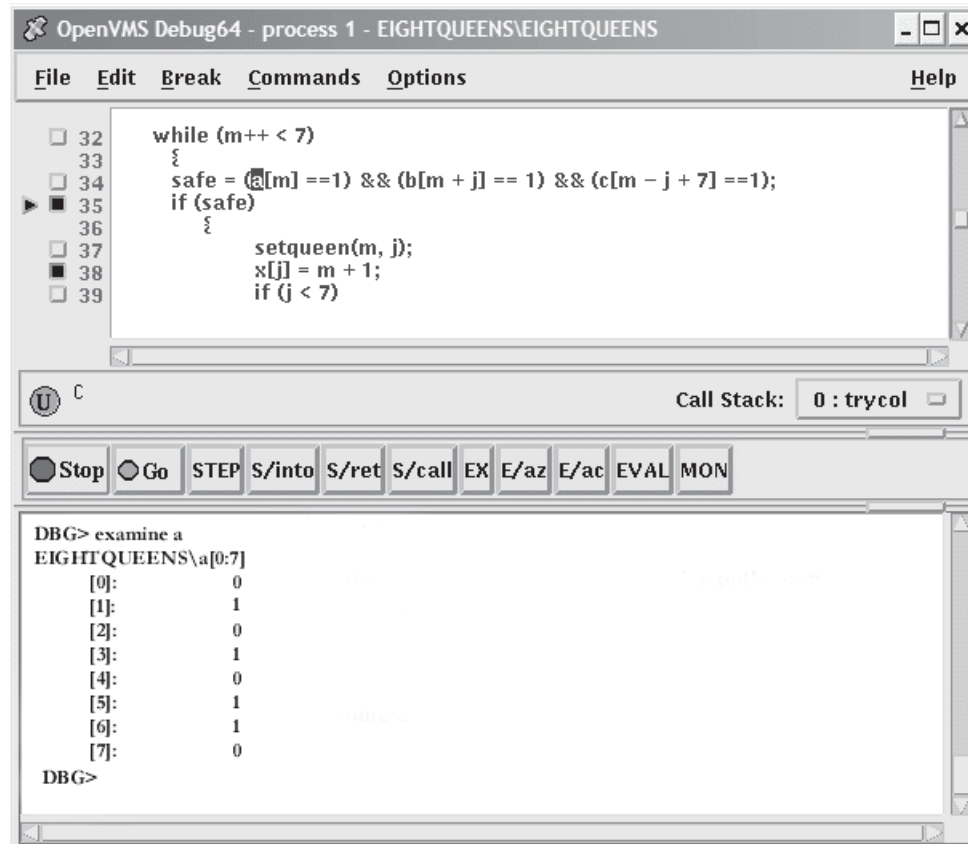 OpenVMS Debug64 - process 1 - EIGHTQUEENS\EIGHTQUEENS
File Edit Break Commands Options Help
32 while (m++ < 7)
33 {
34 safe = (a[m] ==1) && (b[m + j] == 1) && (c[m − j + 7] ==1);
35 if (safe)
36 {
37 setqueen(m, j);
38 x[j] = m + 1;
39 if (j < 7)
U C Call Stack: 0 : trycol
Stop Go STEP S/into S/ret S/call EX E/az E/ac EVAL MON
DBG> examine a
EIGHTQUEENS\a[0:7]
[0]: 0
[1]: 1
[2]: 0
[3]: 1
[4]: 0
[5]: 1
[6]: 1
[7]: 0
DBG>